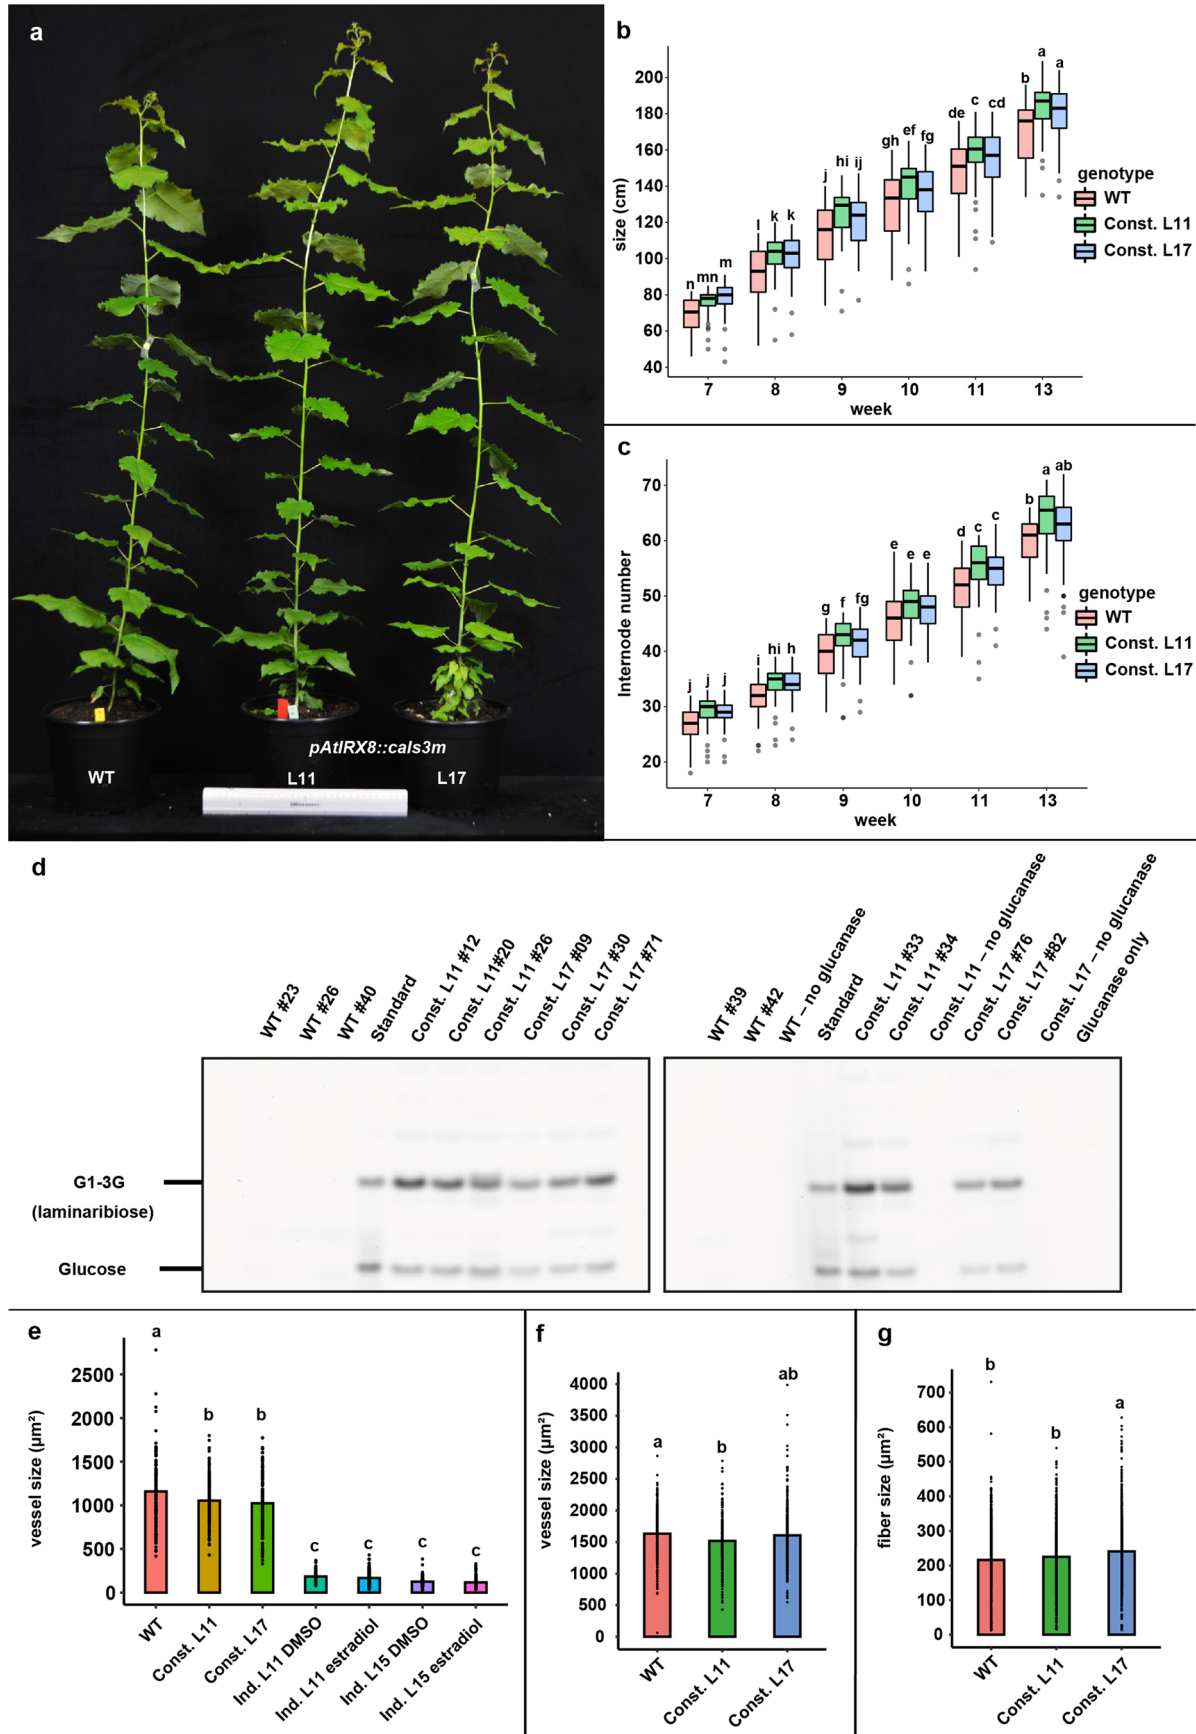 a
pAtIRX8::cals3m
WT
L11
L17
b
size (cm)
200
180
160
140
120
100
80
60
40
n mn m
l k k
j hi ij
gh ef fg
de c cd
b a a
7 8 9 10 11 13
week
genotype
WT
Const. L11
Const. L17
c
Internode number
70
60
50
40
30
20
j j j
i hi h
g f fg
e e e
d c c
b a ab
7 8 9 10 11 13
week
genotype
WT
Const. L11
Const. L17
d
WT #23
WT #26
WT #40
Standard
Const. L11 #12
Const. L11#20
Const. L11 #26
Const. L17 #09
Const. L17 #30
Const. L17 #71
WT #39
WT #42
WT – no glucanase
Standard
Const. L11 #33
Const. L11 #34
Const. L11 – no glucanase
Const. L17 #76
Const. L17 #82
Const. L17 – no glucanase
Glucanase only
G1-3G
(laminaribiose)
Glucose
e
vessel size (µm²)
2500
2000
1500
1000
500
0
a b b c c c c
WT
Const. L11
Const. L17
Ind. L11 DMSO
Ind. L11 estradiol
Ind. L15 DMSO
Ind. L15 estradiol
f
vessel size (µm²)
4000
3500
3000
2500
2000
1500
1000
500
0
a b ab
WT
Const. L11
Const. L17
g
fiber size (µm²)
700
600
500
400
300
200
100
0
b b a
WT
Const. L11
Const. L17